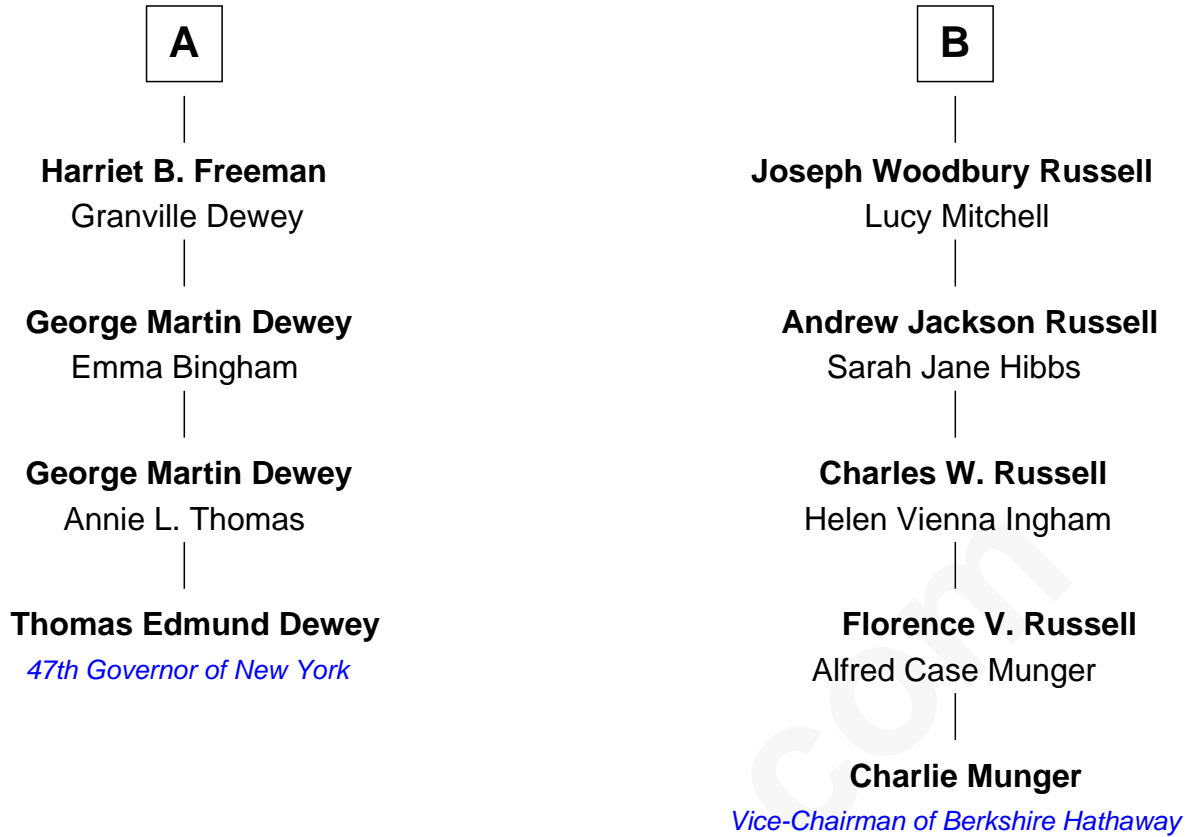 A
Harriet B. Freeman
Granville Dewey
George Martin Dewey
Emma Bingham
George Martin Dewey
Annie L. Thomas
Thomas Edmund Dewey
47th Governor of New York
B
Joseph Woodbury Russell
Lucy Mitchell
Andrew Jackson Russell
Sarah Jane Hibbs
Charles W. Russell
Helen Vienna Ingham
Florence V. Russell
Alfred Case Munger
Charlie Munger
Vice-Chairman of Berkshire Hathaway
com